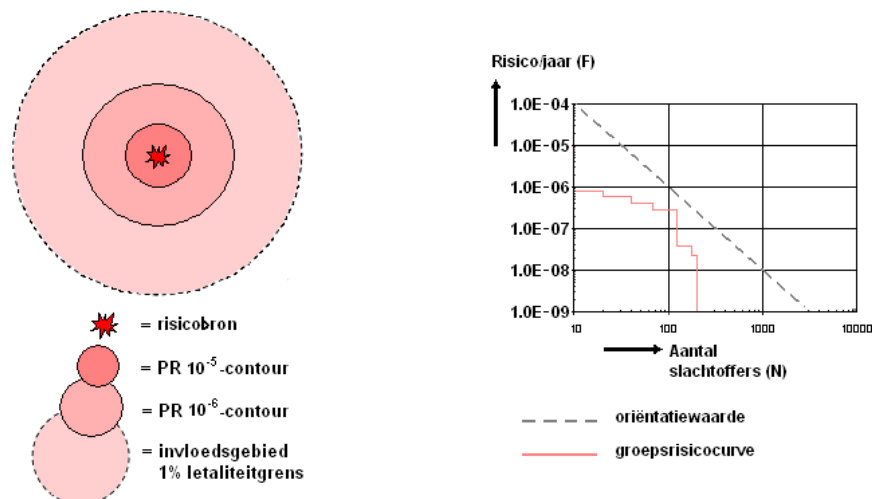 = risicobron
= PR 10-5-contour
= PR 10-6-contour
= invloedsgebied
1% letaliteitgrens
Risico/jaar (F)
1.0E-04
1.0E-05
1.0E-06
1.0E-07
1.0E-08
1.0E-09
10 100 1000 10000
Aantal
slachtoffers (N)
oriëntatiewaarde
groepsrisicocurve